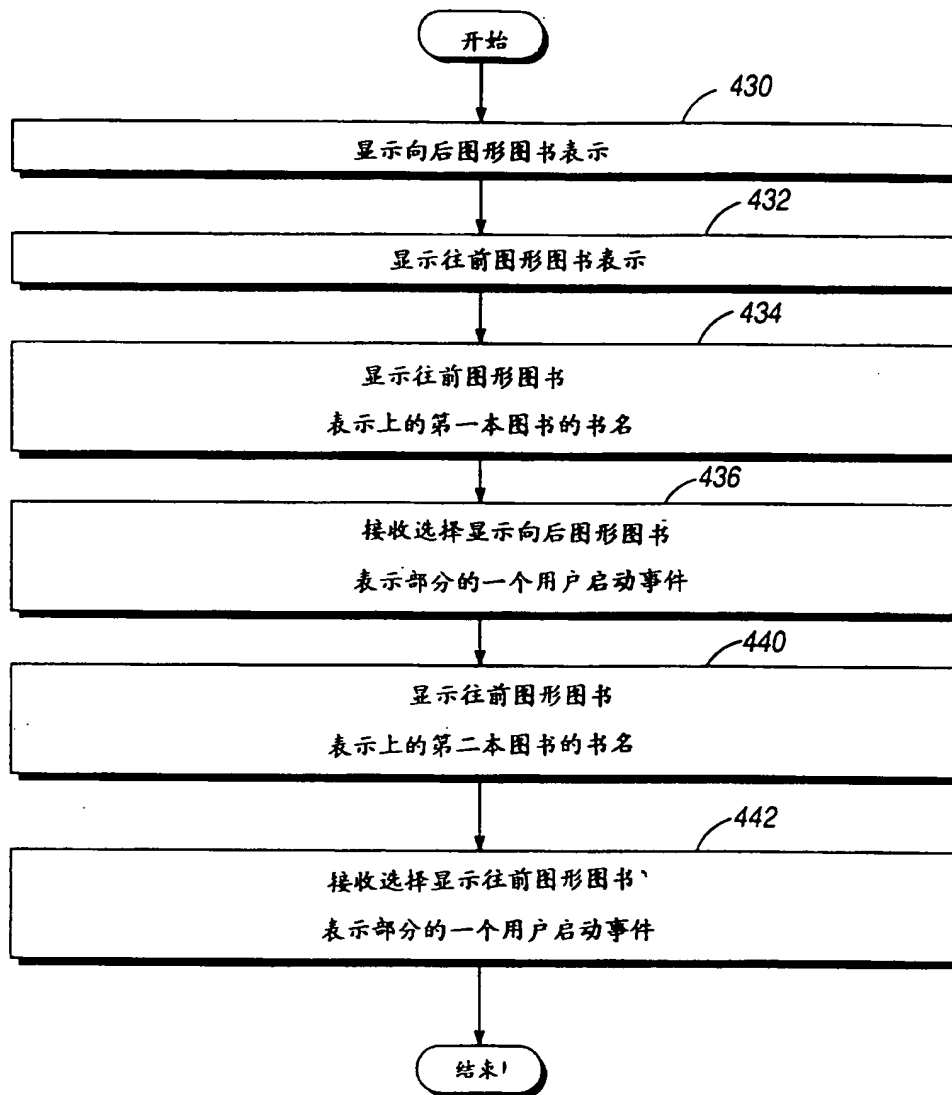 开始
430
显示向后图形图书表示
432
显示往前图形图书表示
434
显示往前图形图书
表示上的第一本图书的书名
436
接收选择显示向后图形图书
表示部分的一个用户启动事件
440
显示往前图形图书
表示上的第二本图书的书名
442
接收选择显示往前图形图书
表示部分的一个用户启动事件
结束